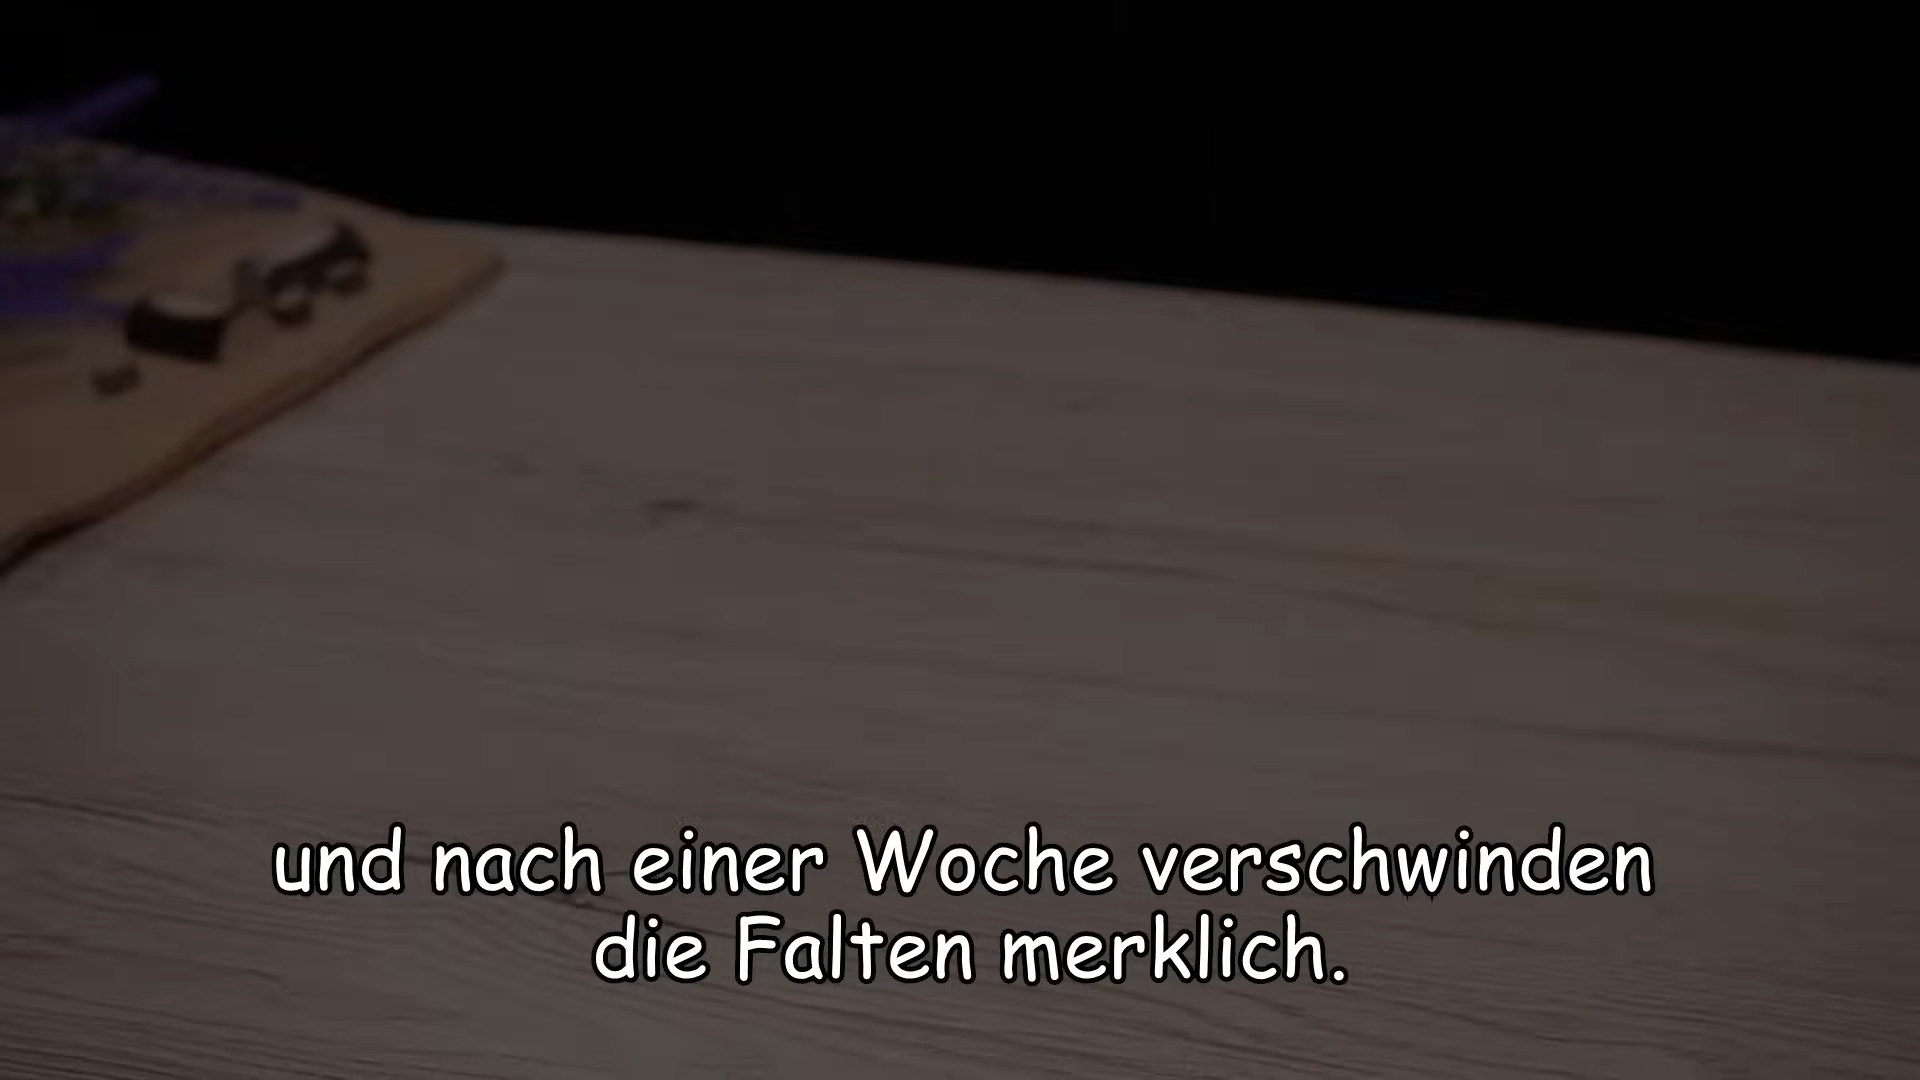 und nach einer Woche verschwinden
die Falten merklich.